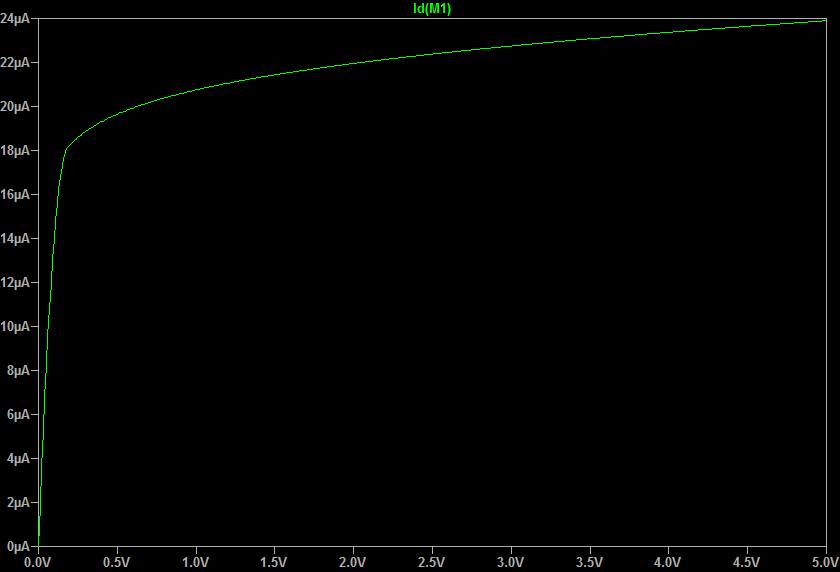 Id(M1)
24µA
22µA
20µA
18µA
16µA
14µA
12µA
10µA
8µA
6µA
4µA
2µA
0µA
0.0V 0.5V 1.0V 1.5V 2.0V 2.5V 3.0V 3.5V 4.0V 4.5V 5.0V